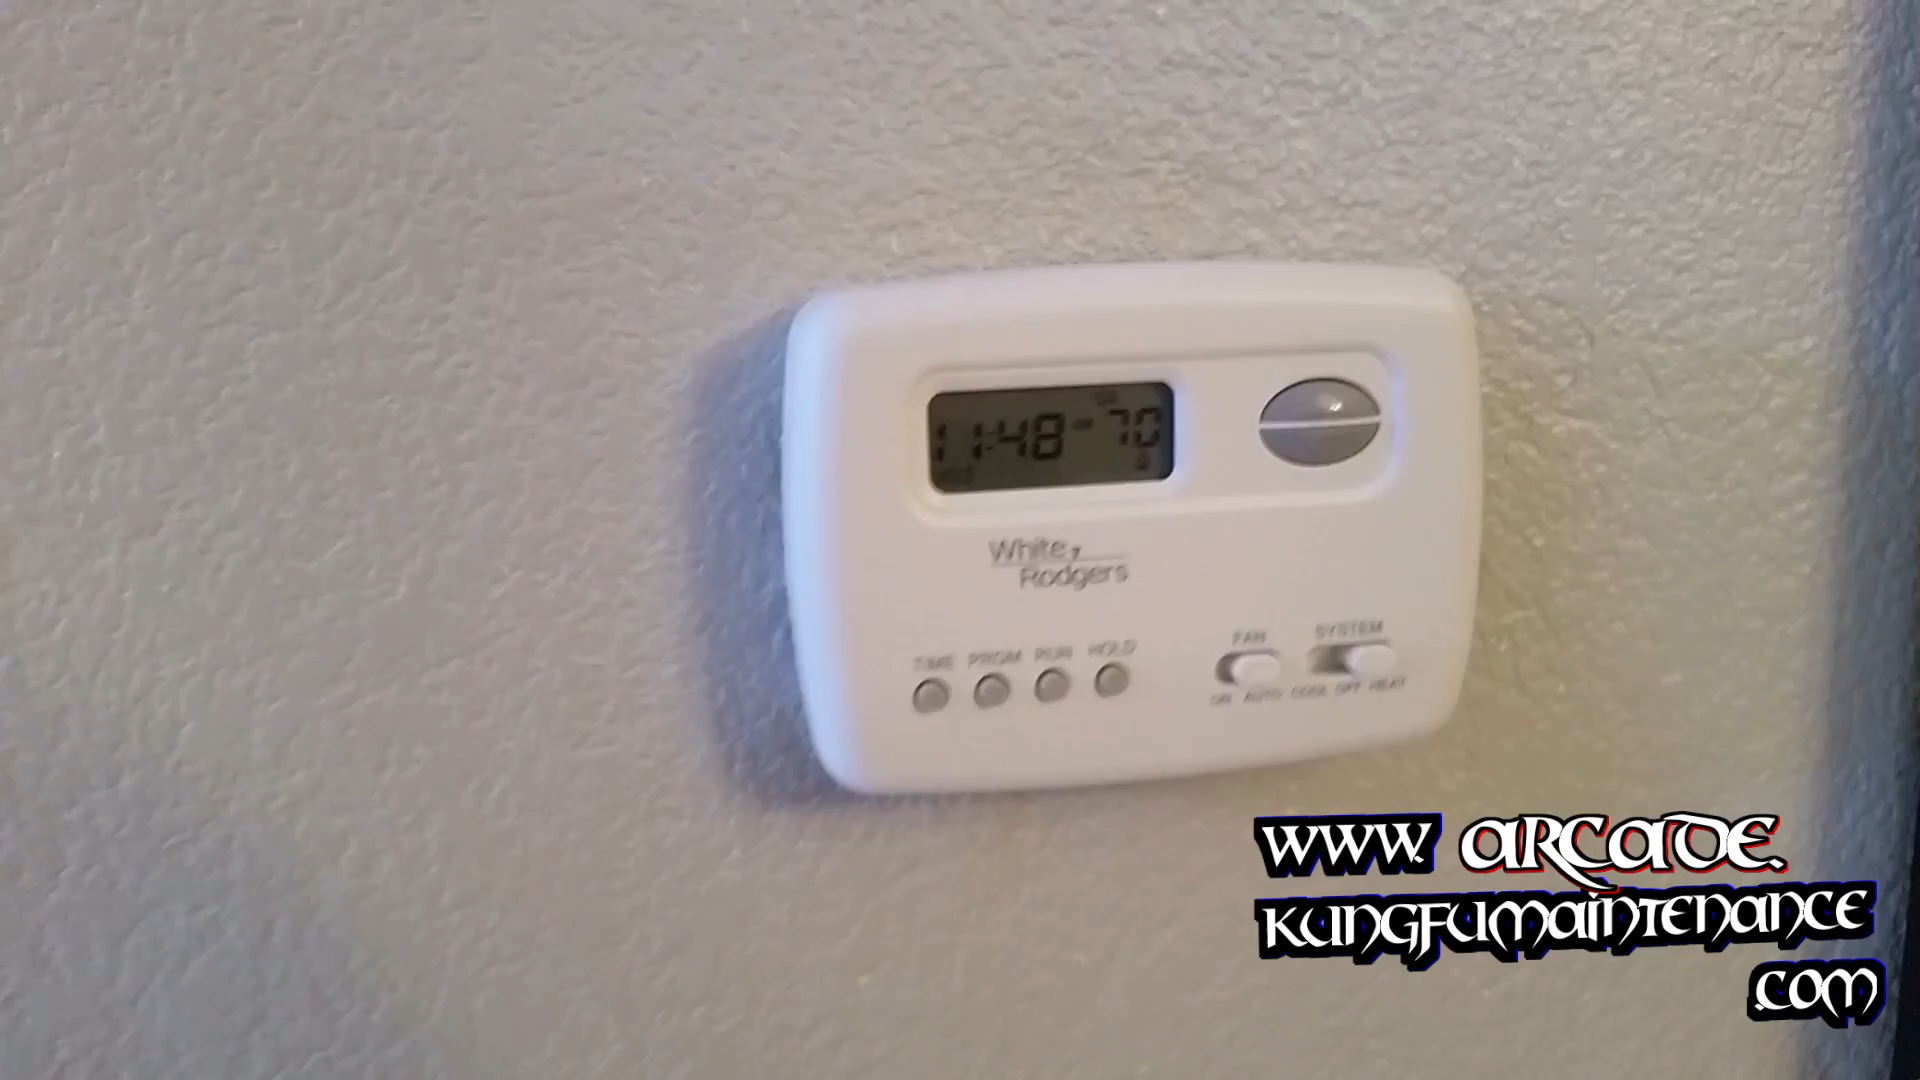 11:48 70
White
Rodgers
TIME PRGM RUN HOLD
FAN SYSTEM
ON AUTO COOL OFF HEAT
www.arcade.
kungfumaintenance
.com